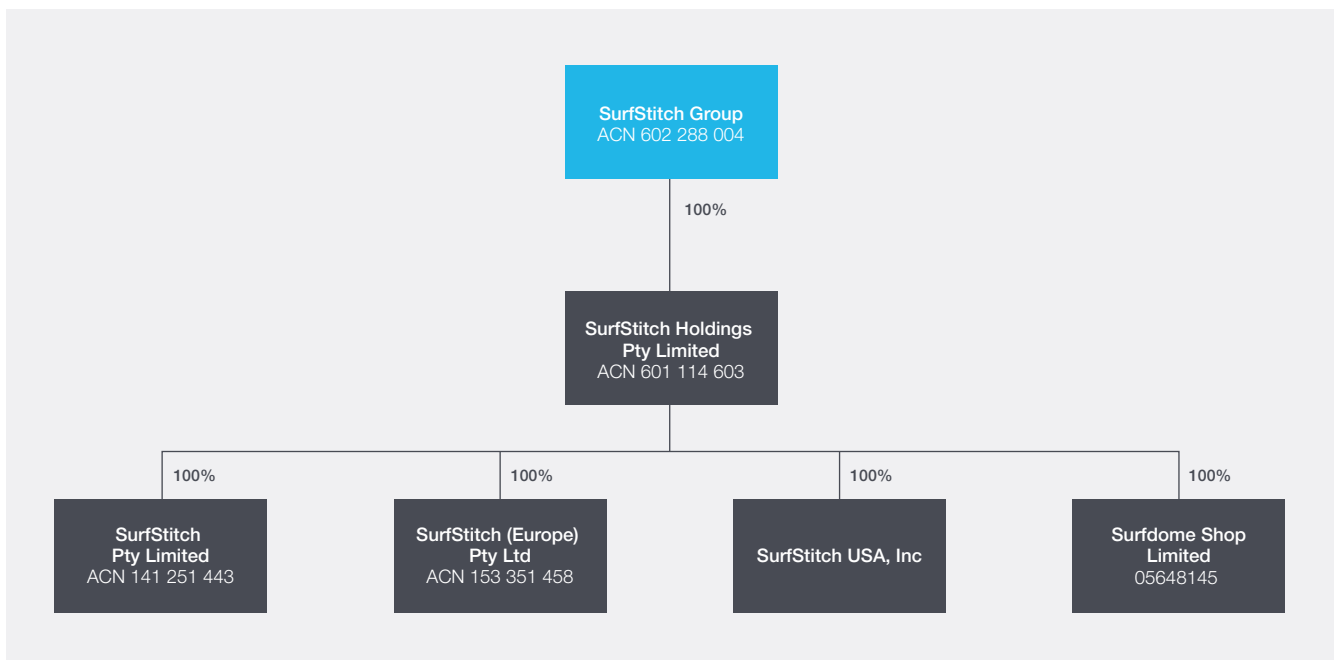 SurfStitch Group
ACN 602 288 004
100%
SurfStitch Holdings
Pty Limited
ACN 601 114 603
100%
100%
100%
100%
SurfStitch
Pty Limited
ACN 141 251 443
SurfStitch (Europe)
Pty Ltd
ACN 153 351 458
SurfStitch USA, Inc
Surfdome Shop
Limited
05648145